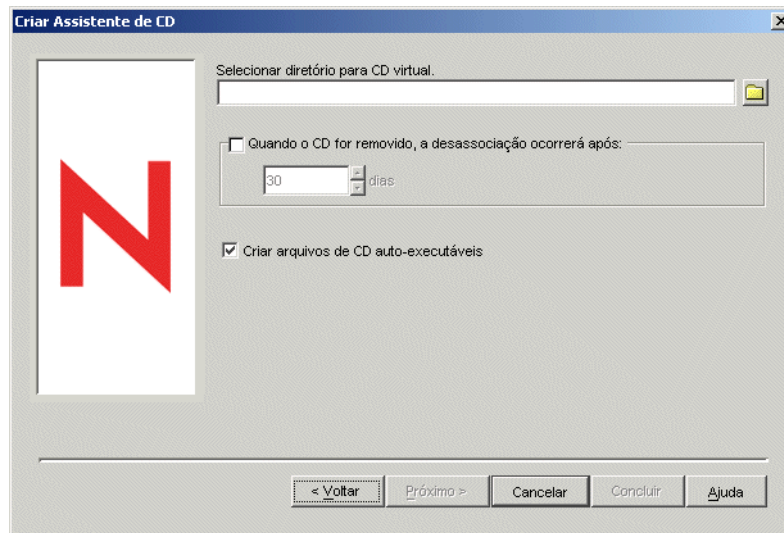 Criar Assistente de CD
Selecionar diretório para CD virtual.
Quando o CD for removido, a desassociação ocorrerá após:
30 dias
Criar arquivos de CD auto-executáveis
N
< Voltar Próximo > Cancelar Concluir Ajuda